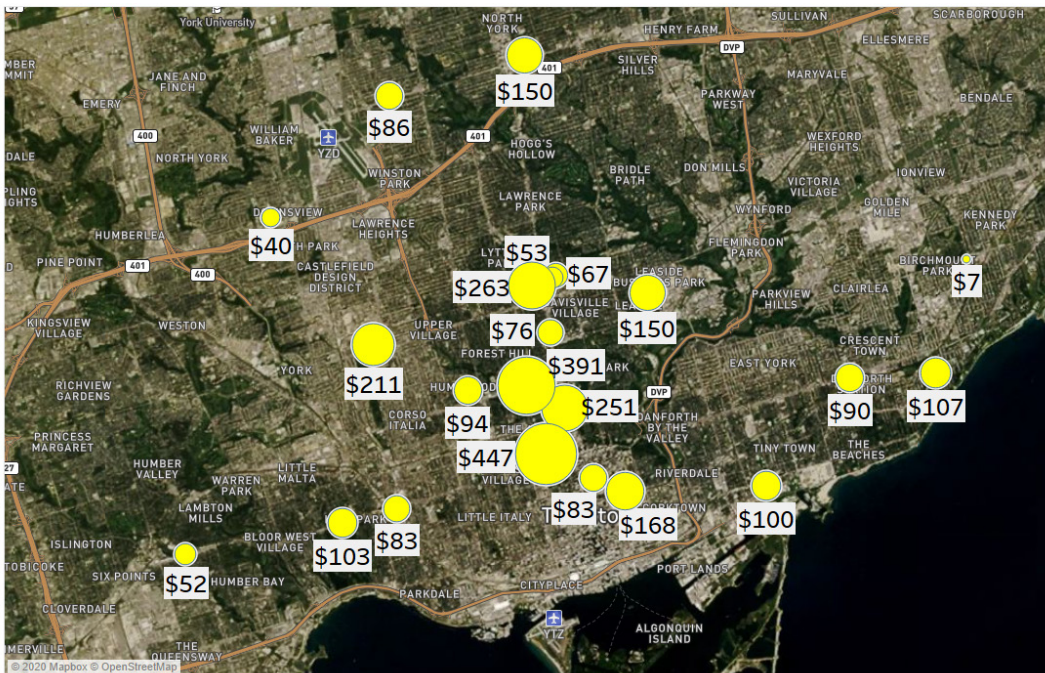 York University
NORTH
YORK
SULLIVAN
SCARBOROUGH
HENRY FARM
ELLESMERE
DVP
401
SILVER
HILLS
JANE AND
FINCH
MARYVALE
$150
PARKWAY
WEST
BENDALE
EMERY
$86
400
WILLIAM
BAKER
YZD
401
WEXFORD
HEIGHTS
HOGG'S
HOLLOW
NORTH YORK
DON MILLS
BRIDLE
PATH
IONVIEW
WINSTON
PARK
VICTORIA
VILLAGE
LAWRENCE
PARK
GOLDEN
MILE
WYNFORD
KENNEDY
PARK
LAWRENCE
HEIGHTS
HUMBERLEA
$40
FLEMINGDON
PARK
$53
PINE POINT
401
400
CASTLEFIELD
DESIGN
DISTRICT
$67
LEASIDE
BIRCHMOUNT
PARK
$7
$263
CLAIRLEA
PARKVIEW
HILLS
VILLAGE
$150
KINGSVIEW
VILLAGE
WESTON
UPPER
VILLAGE
$76
CRESCENT
TOWN
FOREST HILL
$391
EAST YORK
YORK
$211
RICHVIEW
GARDENS
DVP
$90
$107
CORSO
ITALIA
$94
$251
DANFORTH
BY THE
VALLEY
PRINCESS
MARGARET
TINY TOWN
THE
BEACHES
$447
HUMBER
VALLEY
LITTLE
MALTA
WARREN
PARK
VILLAGE
RIVERDALE
27
LAMBTON
MILLS
$83
$168
$100
LITTLE ITALY
$103
$83
BLOOR WEST
VILLAGE
ISLINGTON
$52
PORT LANDS
SIX POINTS
HUMBER BAY
CITYPLACE
PARKDALE
CLOVERDALE
YTZ
ALGONQUIN
ISLAND
THE
QUEENSWAY
© 2020 Mapbox © OpenStreetMap